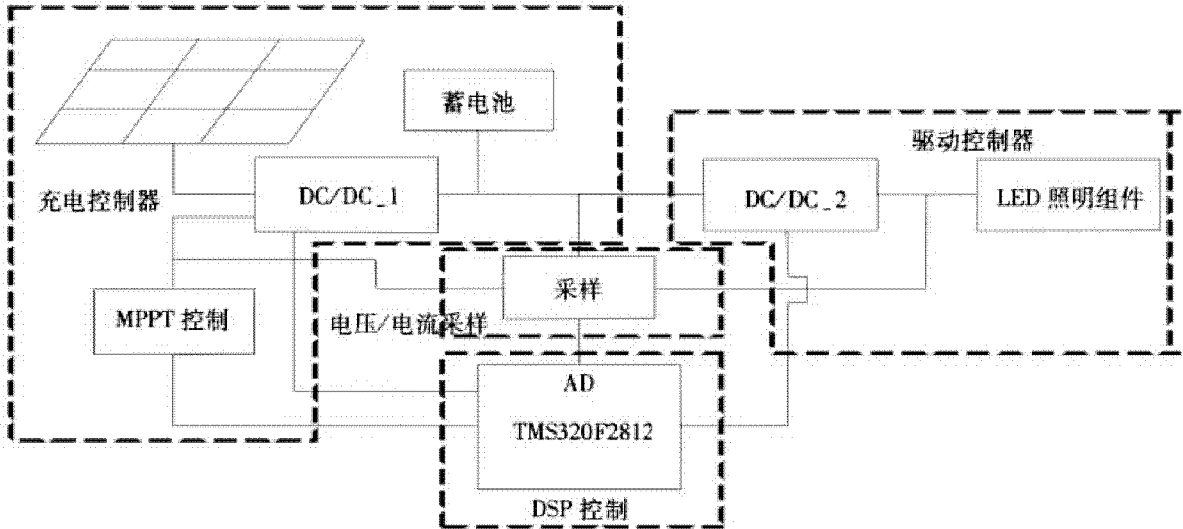 蓄电池
驱动控制器
充电控制器
DC/DC_1
DC/DC_2
LED 照明组件
采样
MPPT 控制
电压/电流采样
AD
TMS320F2812
DSP 控制